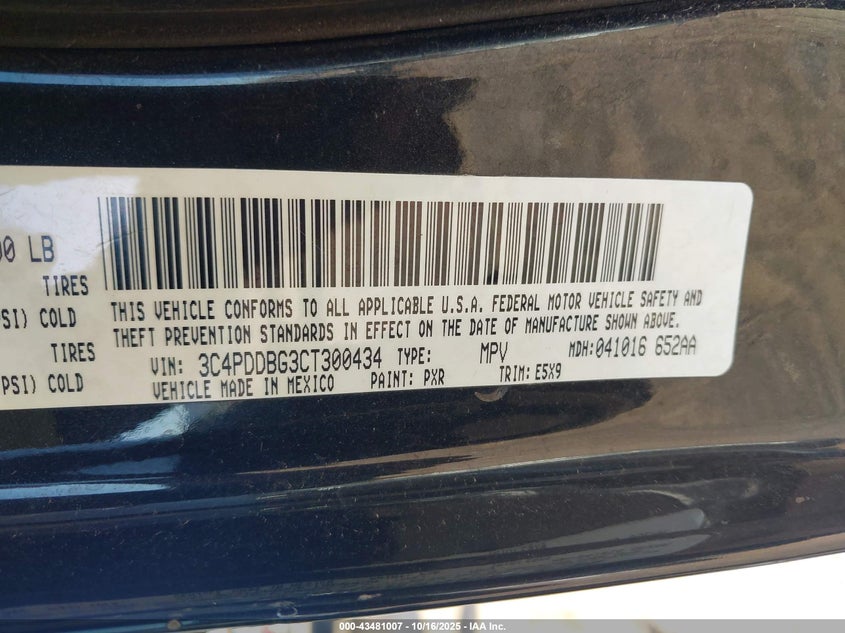 00 LB
TIRES
PSI) COLD
TIRES
PSI) COLD
THIS VEHICLE CONFORMS TO ALL APPLICABLE U.S.A. FEDERAL MOTOR VEHICLE SAFETY AND
THEFT PREVENTION STANDARDS IN EFFECT ON THE DATE OF MANUFACTURE SHOWN ABOVE.
VIN: 3C4PDDBG3CT300434 TYPE: MPV MDH:041016 652AA
VEHICLE MADE IN MEXICO PAINT: PXR TRIM: E5X9
000-43481007 - 10/16/2025 - IAA Inc.